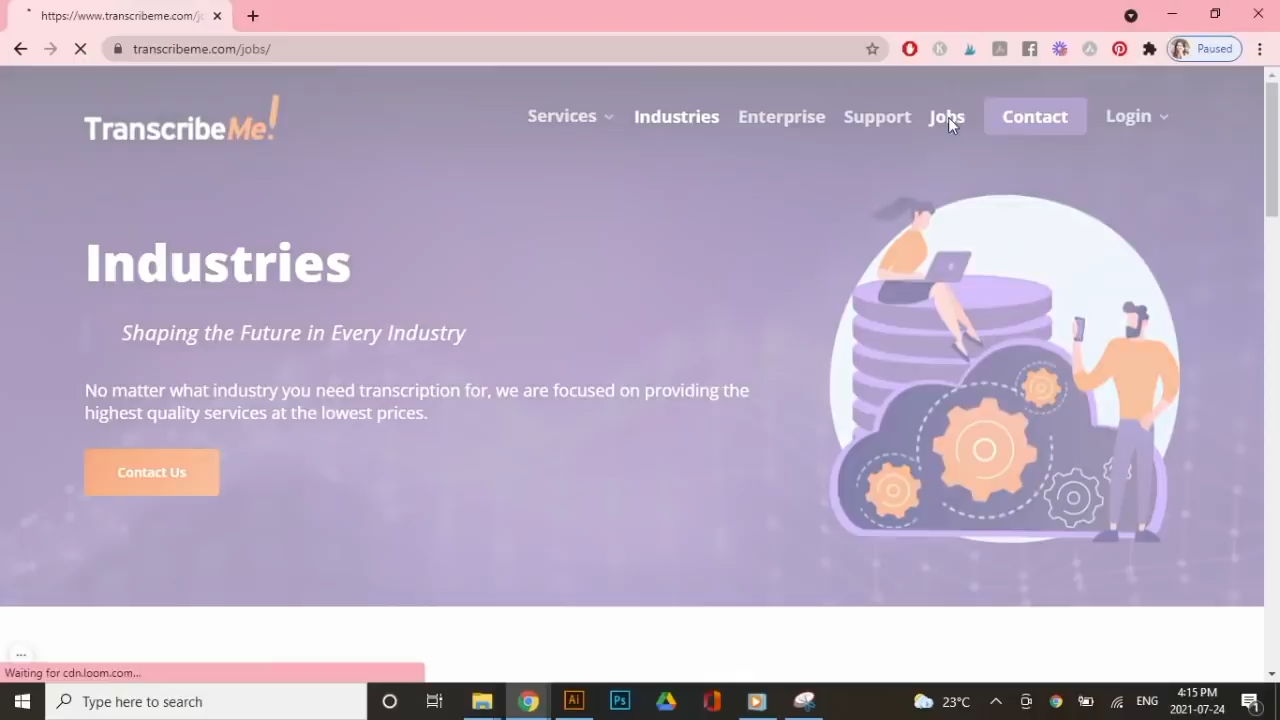 https://www.transcribeme.com/jo
transcribeme.com/jobs/
Paused
TranscribeMe!
Services
Industries
Enterprise
Support
Jobs
Contact
Login
Industries
Shaping the Future in Every Industry
No matter what industry you need transcription for, we are focused on providing the
highest quality services at the lowest prices.
Contact Us
...
Waiting for cdn.loom.com...
Type here to search
Ai
Ps
23°C
ENG
4:15 PM
2021-07-24
1